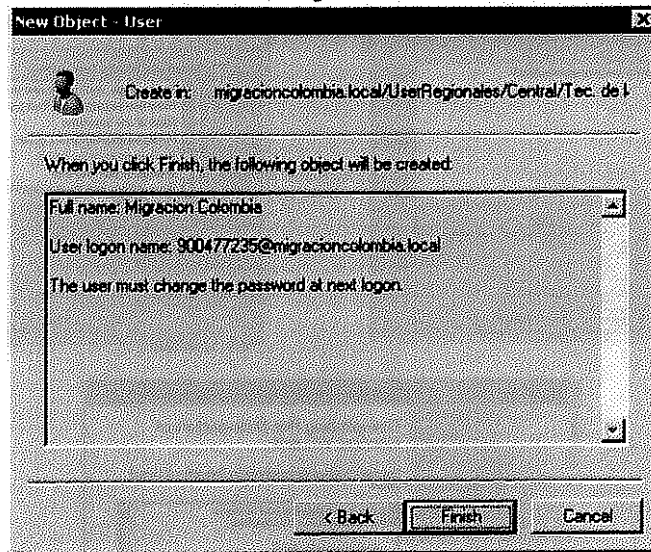 New Object - User
Create in: migracioncolombia.local/UserRegionales/Central/Tec. de
When you click Finish, the following object will be created:
Full name: Migracion Colombia
User logon name: 900477235@migracioncolombia.local
The user must change the password at next logon.
< Back Finish Cancel